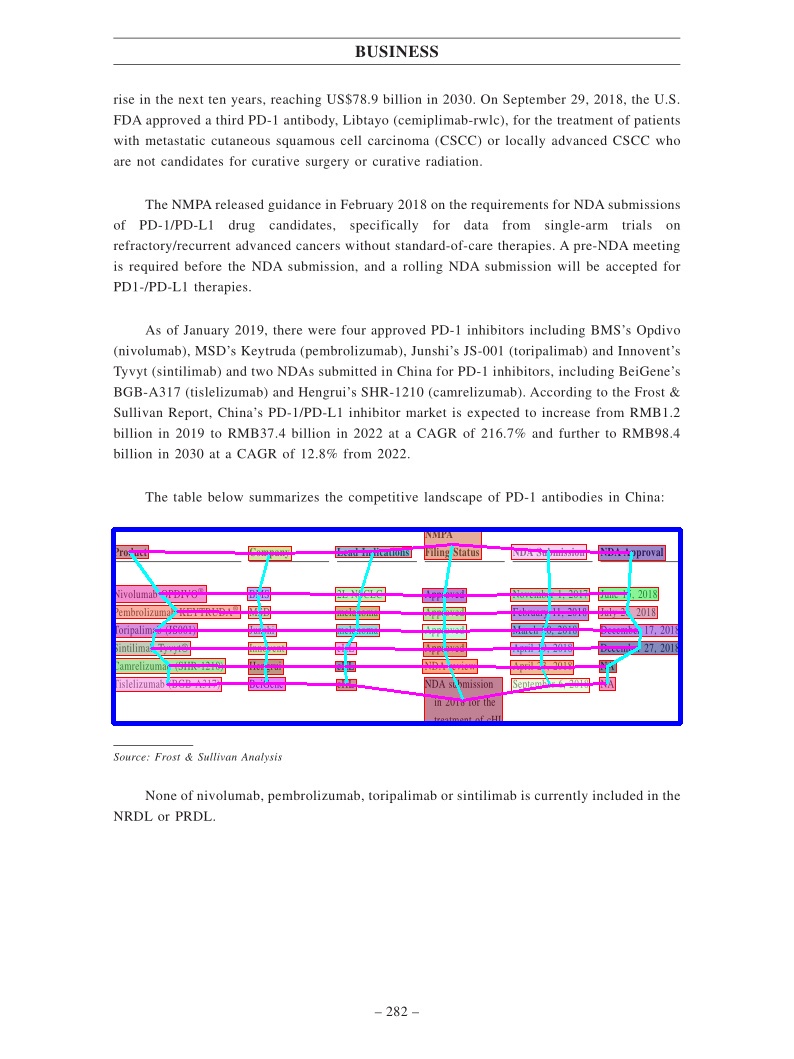 BUSINESS
rise in the next ten years, reaching US$78.9 billion in 2030. On September 29, 2018, the U.S.
FDA approved a third PD-1 antibody, Libtayo (cemiplimab-rwlc), for the treatment of patients
with metastatic cutaneous squamous cell carcinoma (CSCC) or locally advanced CSCC who
are not candidates for curative surgery or curative radiation.
The NMPA released guidance in February 2018 on the requirements for NDA submissions
of PD-1/PD-L1 drug candidates, specifically for data from single-arm trials on
refractory/recurrent advanced cancers without standard-of-care therapies. A pre-NDA meeting
is required before the NDA submission, and a rolling NDA submission will be accepted for
PD1-/PD-L1 therapies.
As of January 2019, there were four approved PD-1 inhibitors including BMS's Opdivo
(nivolumab), MSD's Keytruda (pembrolizumab), Junshi's JS-001 (toripalimab) and Innovent's
Tyvyt (sintilimab) and two NDAs submitted in China for PD-1 inhibitors, including BeiGene's
BGB-A317 (tislelizumab) and Hengrui's SHR-1210 (camrelizumab). According to the Frost &
Sullivan Report, China's PD-1/PD-L1 inhibitor market is expected to increase from RMB1.2
billion in 2019 to RMB37.4 billion in 2022 at a CAGR of 216.7% and further to RMB98.4
billion in 2030 at a CAGR of 12.8% from 2022.
The table below summarizes the competitive landscape of PD-1 antibodies in China:
NMPA
Product Company Lead Indications Filing Status NDA Submission NDA Approval
Nivolumab OPDIVO® BMS 2L NSCLC Approved November 1, 2017 June 2018
Pembrolizumab KEYTRUDA® MSD melanoma Approved February 11, 2018 July 2018
Toripalimab (JS001) Junshi melanoma Approved March 2018 December 17, 2018
Sintilimab Tyvyt® Innovent cHL Approved April 2018 December 27, 2018
Camrelizumab (SHR-1210) Hengrui cHL NDA review April 2018 NA
Tislelizumab (BGB-A317) BeiGene cHL NDA submission September 6, 2018 NA
in 2018 for the
treatment of cHL
Source: Frost & Sullivan Analysis
None of nivolumab, pembrolizumab, toripalimab or sintilimab is currently included in the
NRDL or PRDL.
– 282 –